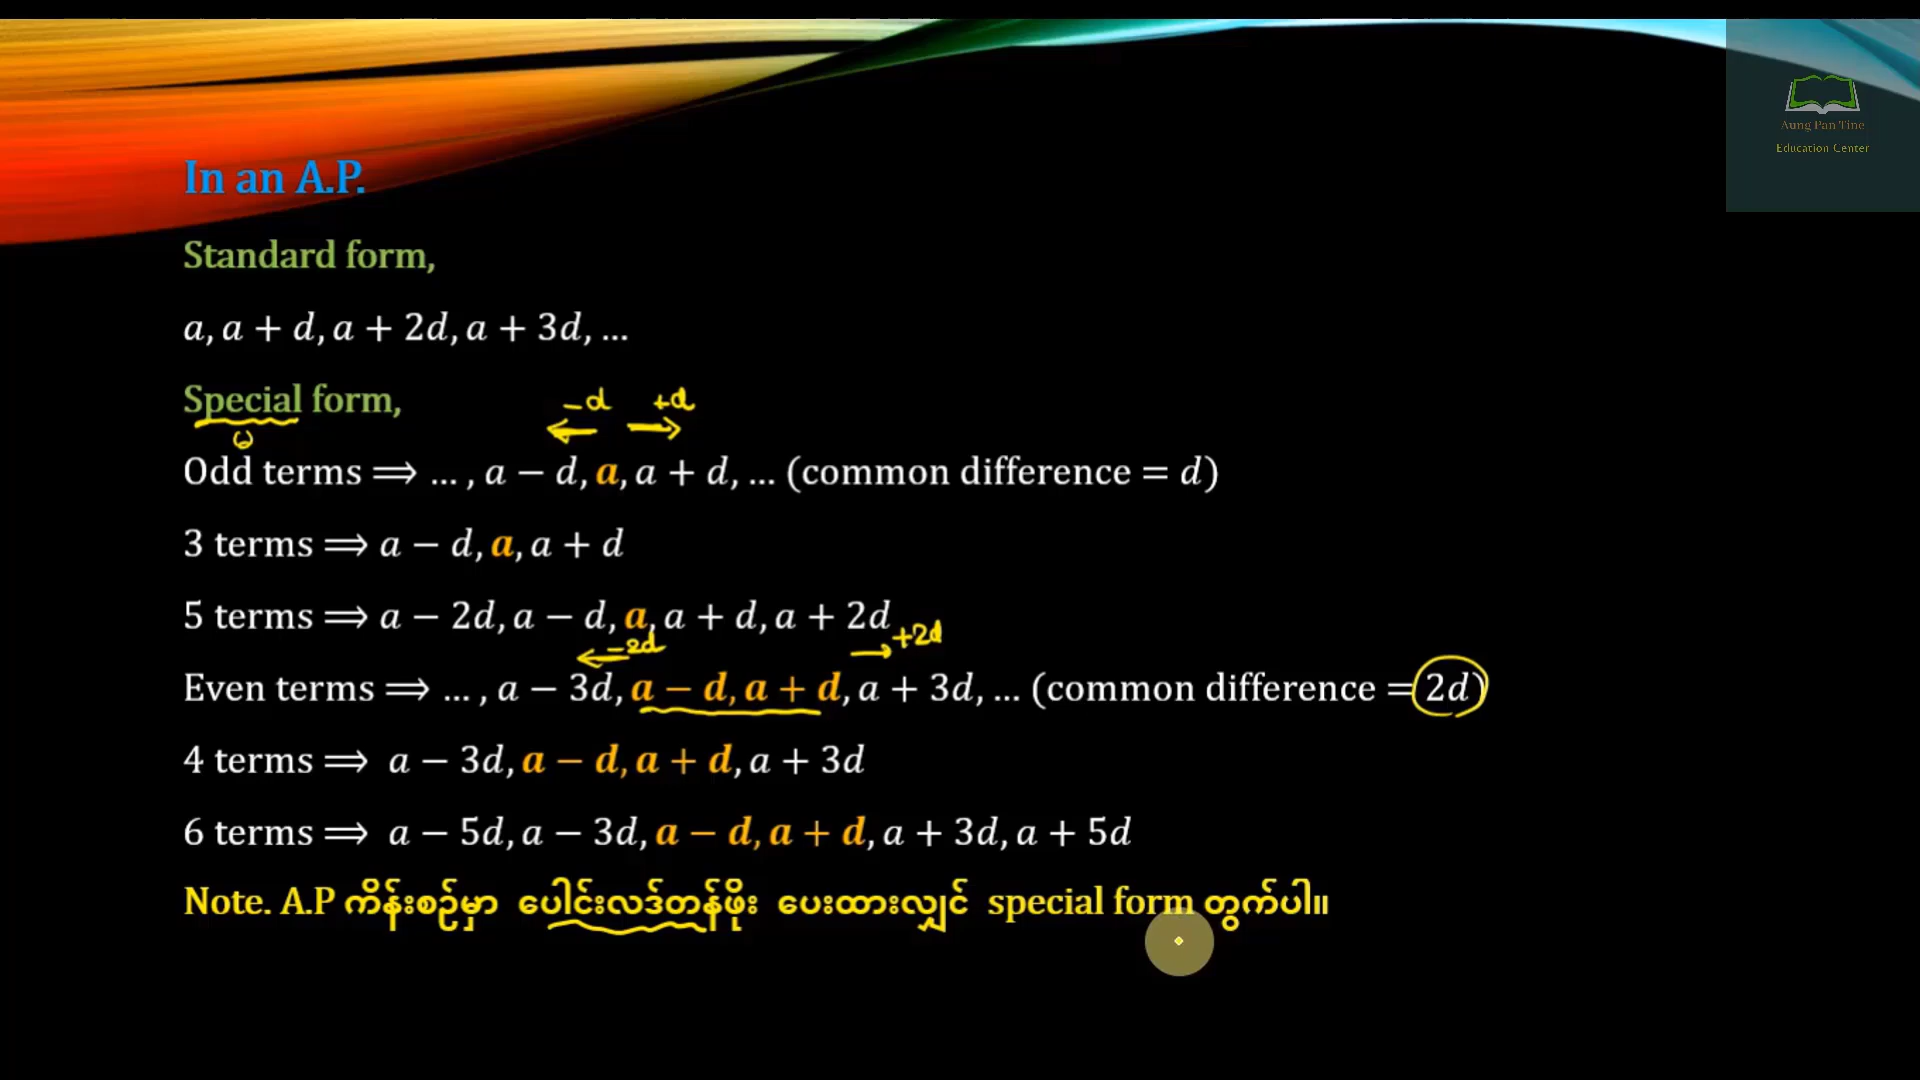 Aung Pan Tine
Education Center
In an A.P.
Standard form,
a, a + d, a + 2d, a + 3d, ...
Special form,
−d +d
မ
Odd terms ⟹ ... , a − d, a, a + d, ... (common difference = d)
3 terms ⟹ a − d, a, a + d
5 terms ⟹ a − 2d, a − d, a, a + d, a + 2d
−2d +2d
Even terms ⟹ ... , a − 3d, a − d, a + d, a + 3d, ... (common difference = 2d)
4 terms ⟹ a − 3d, a − d, a + d, a + 3d
6 terms ⟹ a − 5d, a − 3d, a − d, a + d, a + 3d, a + 5d
Note. A.P ကိန်းစဉ်မှာ ပေါင်းလဒ်တန်ဖိုး ပေးထားလျှင် special form တွက်ပါ။